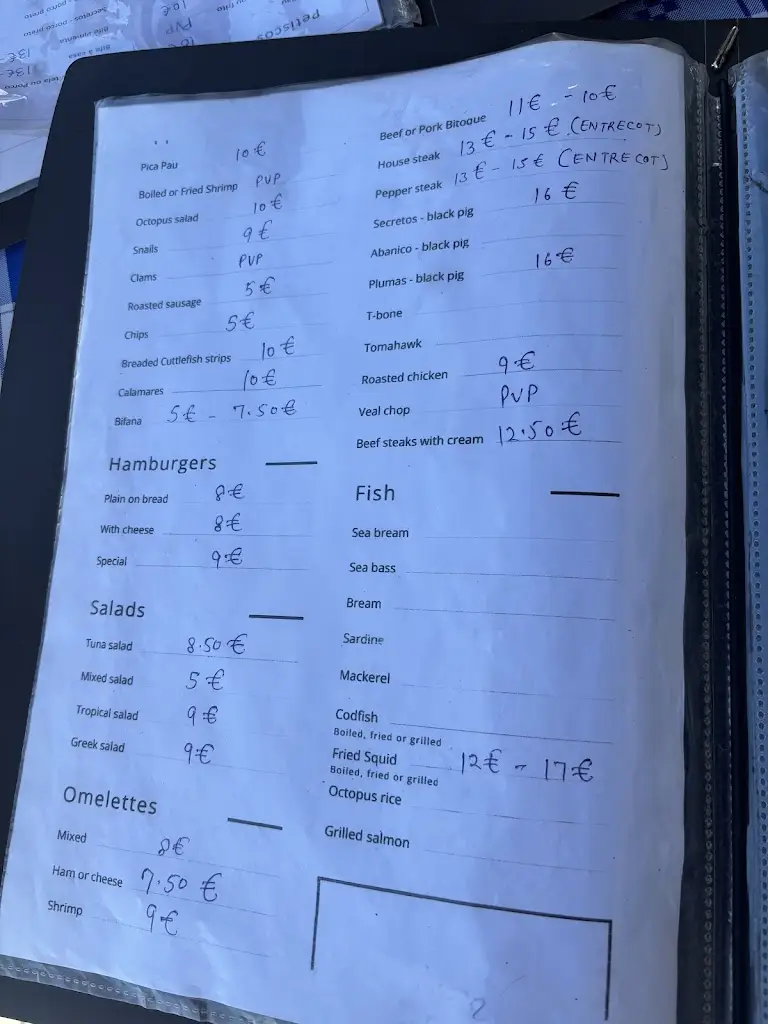 Pica Pau 10€
Boiled or Fried Shrimp PVP
Octopus salad 10€
Snails 9€
Clams PVP
Roasted sausage 5€
Chips 5€
Breaded Cuttlefish strips 10€
Calamares 10€
Bifana 5€ - 7.50€
Hamburgers
Plain on bread 8€
With cheese 8€
Special 9€
Salads
Tuna salad 8.50€
Mixed salad 5€
Tropical salad 9€
Greek salad 9€
Omelettes
Mixed 8€
Ham or cheese 7.50€
Shrimp 9€
Beef or Pork Bitoque 11€ - 10€
House steak 13€ - 15€ (ENTRECOT)
Pepper steak 13€ - 15€ (ENTRECOT)
Secretos - black pig 16€
Abanico - black pig
Plumas - black pig 16€
T-bone
Tomahawk
Roasted chicken 9€
Veal chop PVP
Beef steaks with cream 12.50€
Fish
Sea bream
Sea bass
Bream
Sardine
Mackerel
Codfish
Boiled, fried or grilled
Fried Squid 12€ - 17€
Boiled, fried or grilled
Octopus rice
Grilled salmon
petiscos
PVP
13€
13€